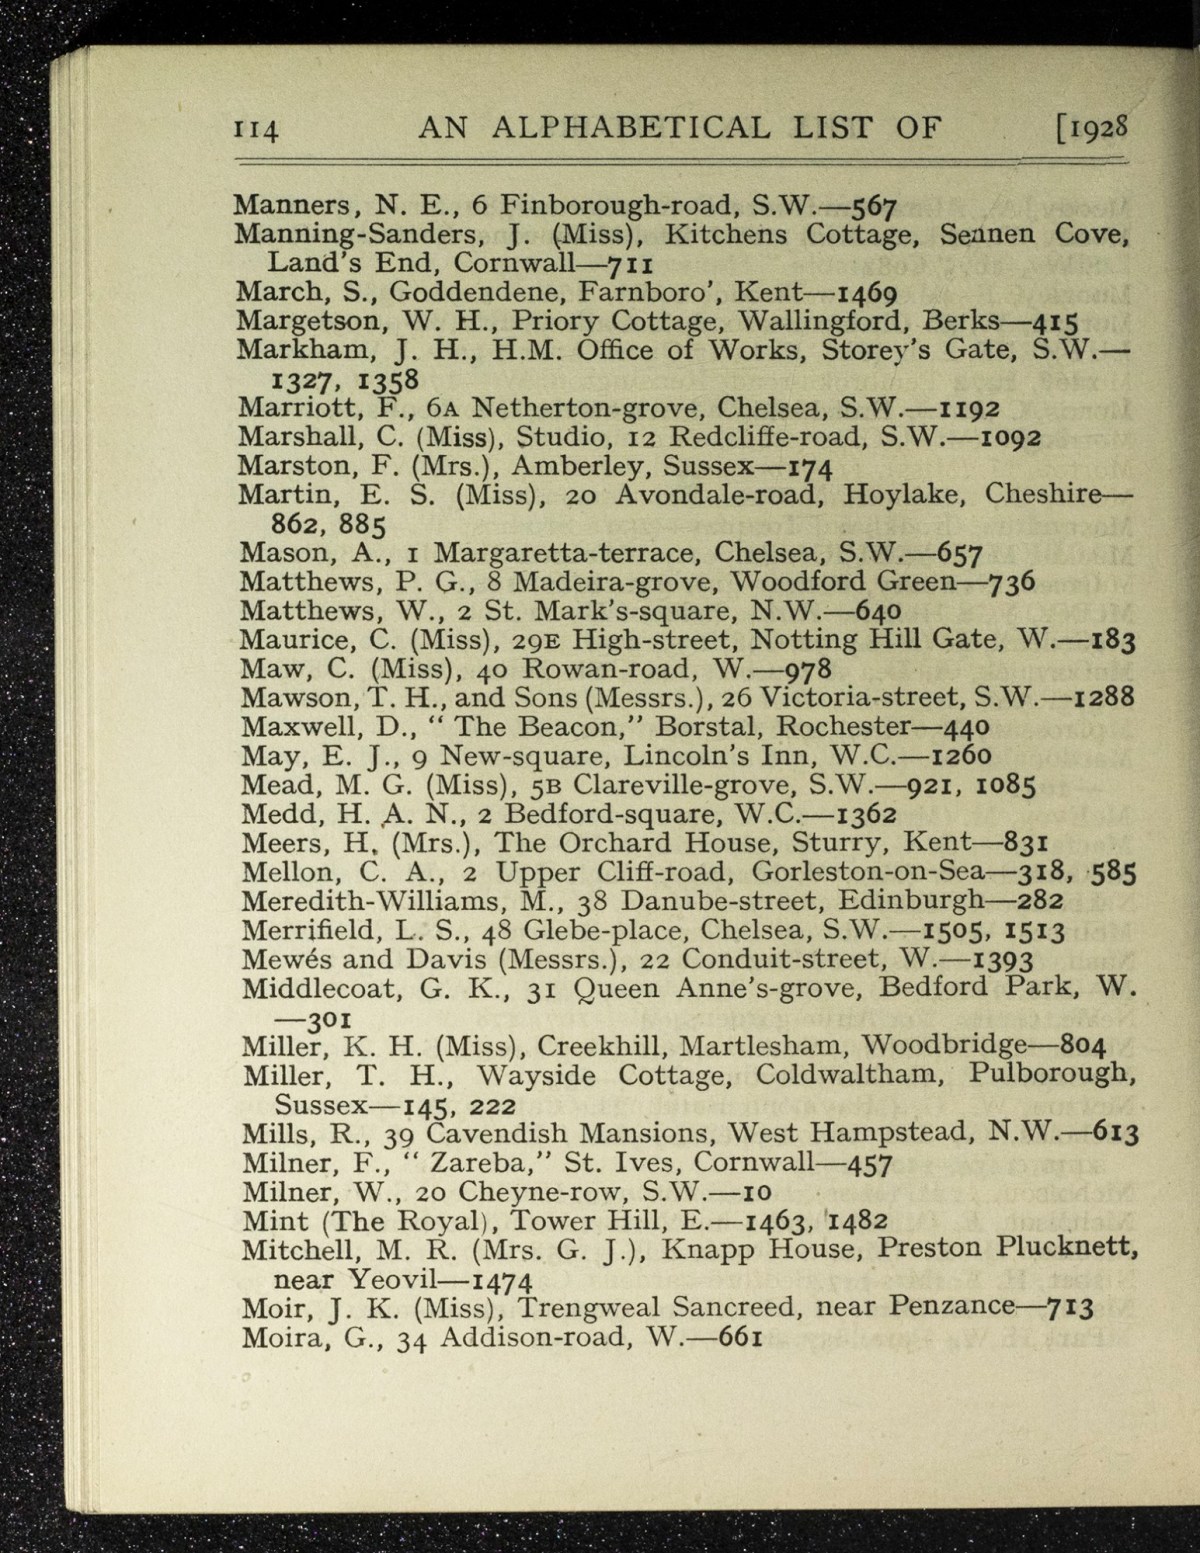 114 AN ALPHABETICAL LIST OF [1928
Manners, N. E., 6 Finborough-road, S.W.—567
Manning-Sanders, J. (Miss), Kitchens Cottage, Sennen Cove,
Land's End, Cornwall—711
March, S., Goddendene, Farnboro', Kent—1469
Margetson, W. H., Priory Cottage, Wallingford, Berks—415
Markham, J. H., H.M. Office of Works, Storey's Gate, S.W.—
1327, 1358
Marriott, F., 6A Netherton-grove, Chelsea, S.W.—1192
Marshall, C. (Miss), Studio, 12 Redcliffe-road, S.W.—1092
Marston, F. (Mrs.), Amberley, Sussex—174
Martin, E. S. (Miss), 20 Avondale-road, Hoylake, Cheshire—
862, 885
Mason, A., 1 Margaretta-terrace, Chelsea, S.W.—657
Matthews, P. G., 8 Madeira-grove, Woodford Green—736
Matthews, W., 2 St. Mark's-square, N.W.—640
Maurice, C. (Miss), 29E High-street, Notting Hill Gate, W.—183
Maw, C. (Miss), 40 Rowan-road, W.—978
Mawson, T. H., and Sons (Messrs.), 26 Victoria-street, S.W.—1288
Maxwell, D., “ The Beacon,” Borstal, Rochester—440
May, E. J., 9 New-square, Lincoln's Inn, W.C.—1260
Mead, M. G. (Miss), 5B Clareville-grove, S.W.—921, 1085
Medd, H. A. N., 2 Bedford-square, W.C.—1362
Meers, H. (Mrs.), The Orchard House, Sturry, Kent—831
Mellon, C. A., 2 Upper Cliff-road, Gorleston-on-Sea—318, 585
Meredith-Williams, M., 38 Danube-street, Edinburgh—282
Merrifield, L. S., 48 Glebe-place, Chelsea, S.W.—1505, 1513
Mewés and Davis (Messrs.), 22 Conduit-street, W.—1393
Middlecoat, G. K., 31 Queen Anne's-grove, Bedford Park, W.
—301
Miller, K. H. (Miss), Creekhill, Martlesham, Woodbridge—804
Miller, T. H., Wayside Cottage, Coldwaltham, Pulborough,
Sussex—145, 222
Mills, R., 39 Cavendish Mansions, West Hampstead, N.W.—613
Milner, F., “ Zareba,” St. Ives, Cornwall—457
Milner, W., 20 Cheyne-row, S.W.—10
Mint (The Royal), Tower Hill, E.—1463, 1482
Mitchell, M. R. (Mrs. G. J.), Knapp House, Preston Plucknett,
near Yeovil—1474
Moir, J. K. (Miss), Trengweal Sancreed, near Penzance—713
Moira, G., 34 Addison-road, W.—661